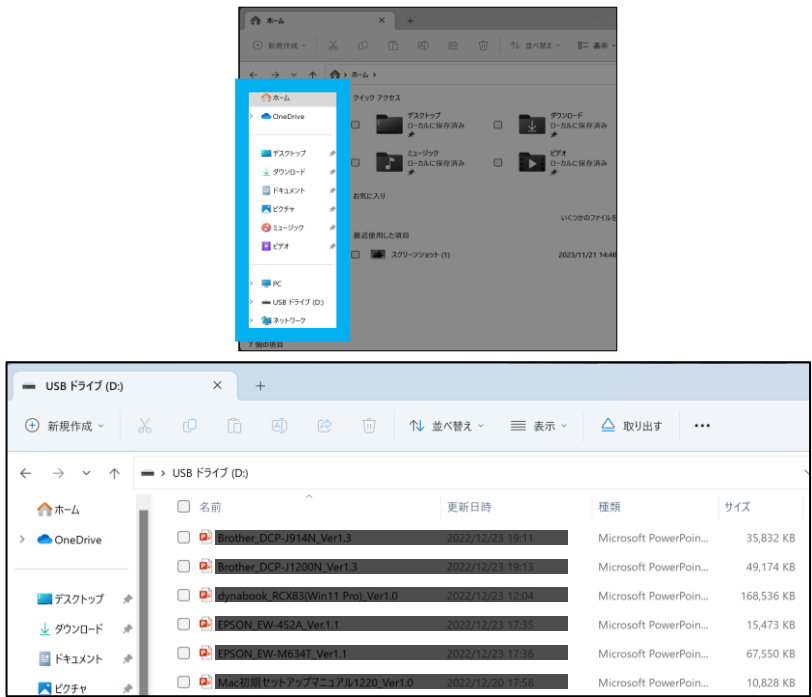 ホーム × +
新規作成 並べ替え 表示
ホーム
ホーム
OneDrive
デスクトップ
ダウンロード
ドキュメント
ピクチャ
ミュージック
ビデオ
PC
USB ドライブ (D:)
ネットワーク
7 個の項目
クイック アクセス
デスクトップ
ローカルに保存済み
ダウンロード
ローカルに保存済み
ミュージック
ローカルに保存済み
ビデオ
ローカルに保存済み
お気に入り
いくつかのファイルを
最近使用した項目
スクリーンショット (1) 2023/11/21 14:46
USB ドライブ (D:) × +
新規作成 並べ替え 表示 取り出す •••
USB ドライブ (D:)
ホーム
OneDrive
デスクトップ
ダウンロード
ドキュメント
ピクチャ
名前 更新日時 種類 サイズ
Brother_DCP-J914N_Ver1.3 2022/12/23 19:11 Microsoft PowerPoin... 35,832 KB
Brother_DCP-J1200N_Ver1.3 2022/12/23 19:13 Microsoft PowerPoin... 49,174 KB
dynabook_RCX83(Win11 Pro)_Ver1.0 2022/12/23 12:04 Microsoft PowerPoin... 168,536 KB
EPSON_EW-452A_Ver.1.1 2022/12/23 17:35 Microsoft PowerPoin... 15,473 KB
EPSON_EW-M634T_Ver1.1 2022/12/23 17:36 Microsoft PowerPoin... 67,550 KB
Mac初期セットアップマニュアル1220_Ver1.0 2022/12/20 17:58 Microsoft PowerPoin... 10,828 KB